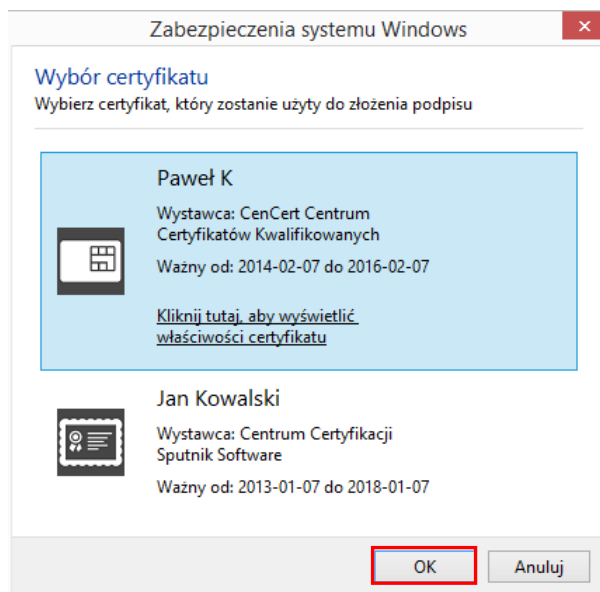 Zabezpieczenia systemu Windows
Wybór certyfikatu
Wybierz certyfikat, który zostanie użyty do złożenia podpisu
Paweł K
Wystawca: CenCert Centrum
Certyfikatów Kwalifikowanych
Ważny od: 2014-02-07 do 2016-02-07
Kliknij tutaj, aby wyświetlić
właściwości certyfikatu
Jan Kowalski
Wystawca: Centrum Certyfikacji
Sputnik Software
Ważny od: 2013-01-07 do 2018-01-07
OK
Anuluj